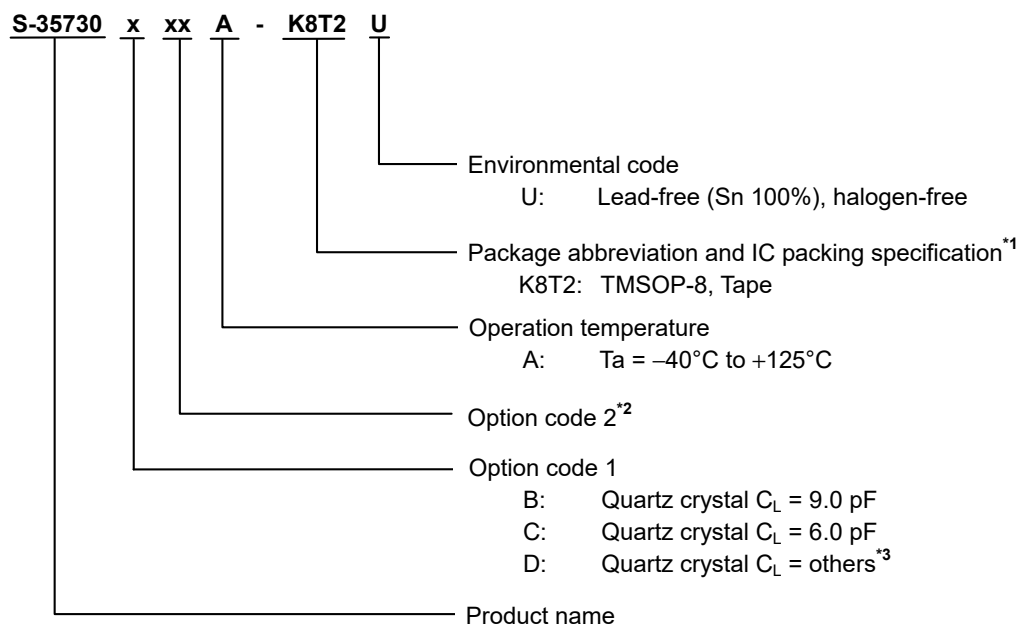 S-35730 x xx A - K8T2 U
Environmental code
U: Lead-free (Sn 100%), halogen-free
Package abbreviation and IC packing specification*1
K8T2: TMSOP-8, Tape
Operation temperature
A: Ta = −40°C to +125°C
Option code 2*2
Option code 1
B: Quartz crystal CL = 9.0 pF
C: Quartz crystal CL = 6.0 pF
D: Quartz crystal CL = others*3
Product name